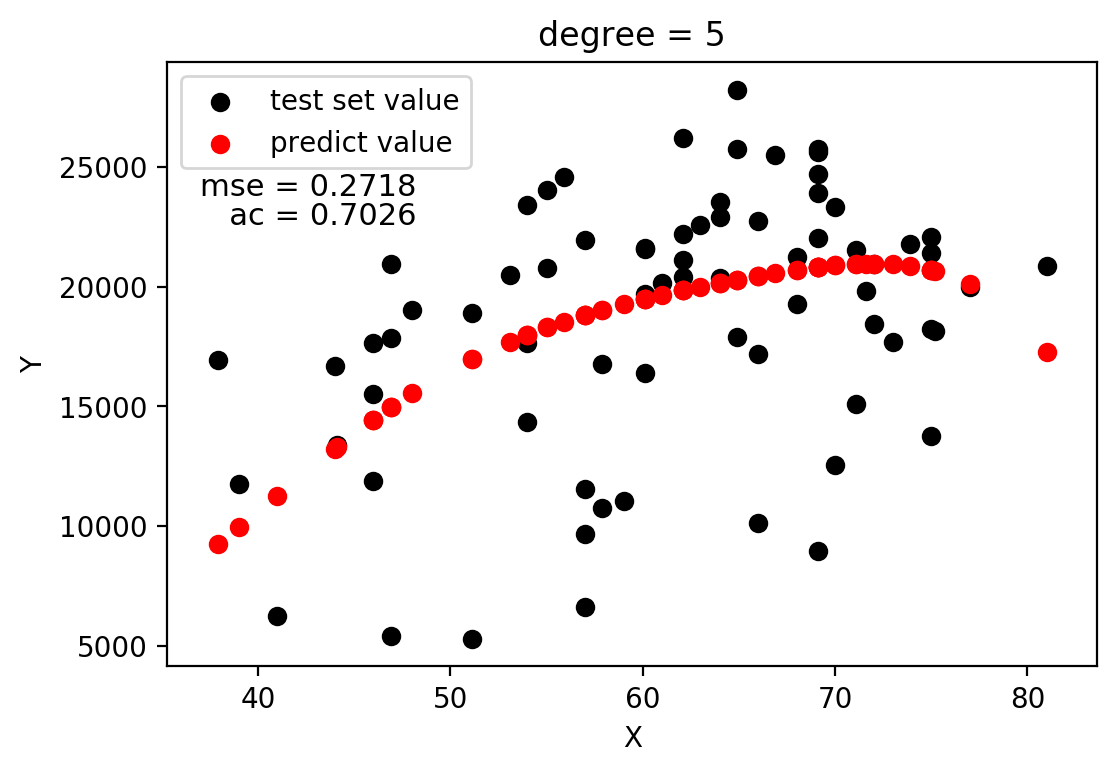 degree = 5
test set value
predict value
mse = 0.2718
ac = 0.7026
25000
20000
15000
10000
5000
Y
40 50 60 70 80
X